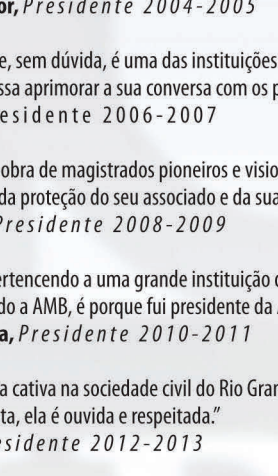 or, Presidente 2004-2005
e, sem dúvida, é uma das instituições
ssa aprimorar a sua conversa com os p
esidente 2006-2007
obra de magistrados pioneiros e visio
da proteção do seu associado e da sua
Presidente 2008-2009
ertencendo a uma grande instituição
do a AMB, é porque fui presidente da
a, Presidente 2010-2011
a cativa na sociedade civil do Rio Gran
ta, ela é ouvida e respeitada.”
esidente 2012-2013